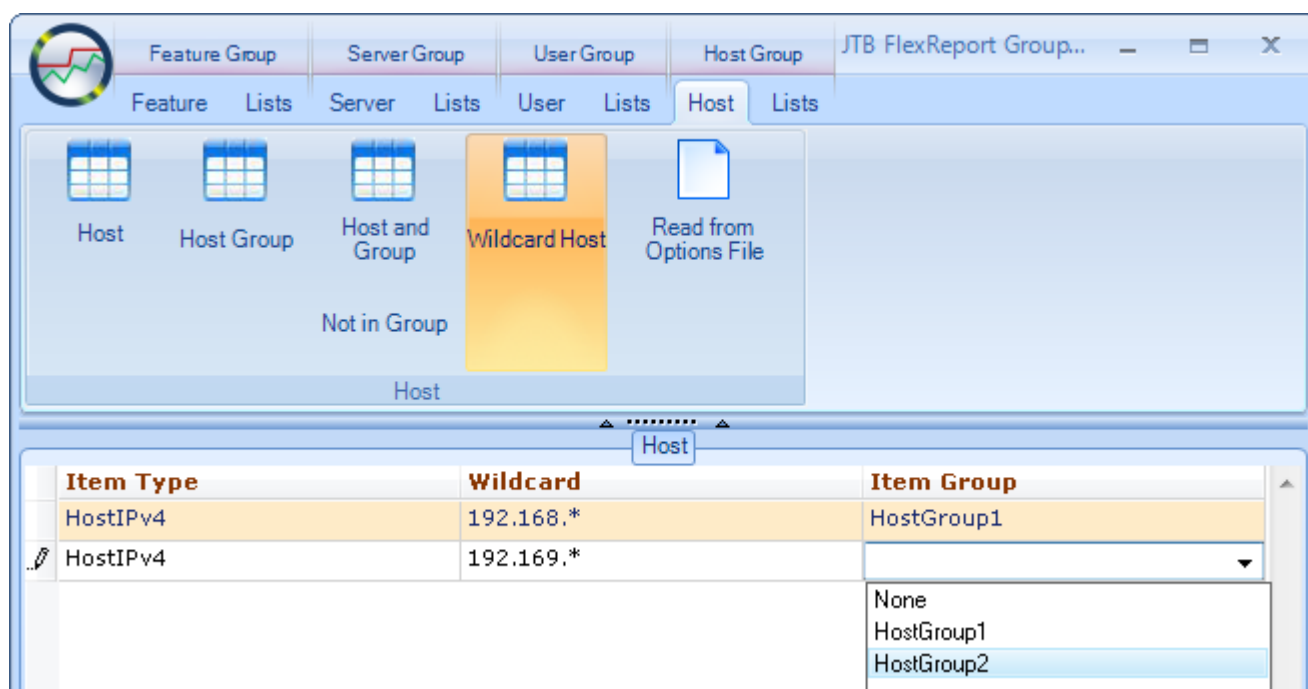 Feature Group Server Group User Group Host Group JTB FlexReport Group...
Feature Lists Server Lists User Lists Host Lists
Host
Host Group
Host and
Group
Wildcard Host
Read from
Options File
Not in Group
Host
Host
Item Type Wildcard Item Group
HostIPv4 192.168.* HostGroup1
HostIPv4 192.169.*
None
HostGroup1
HostGroup2